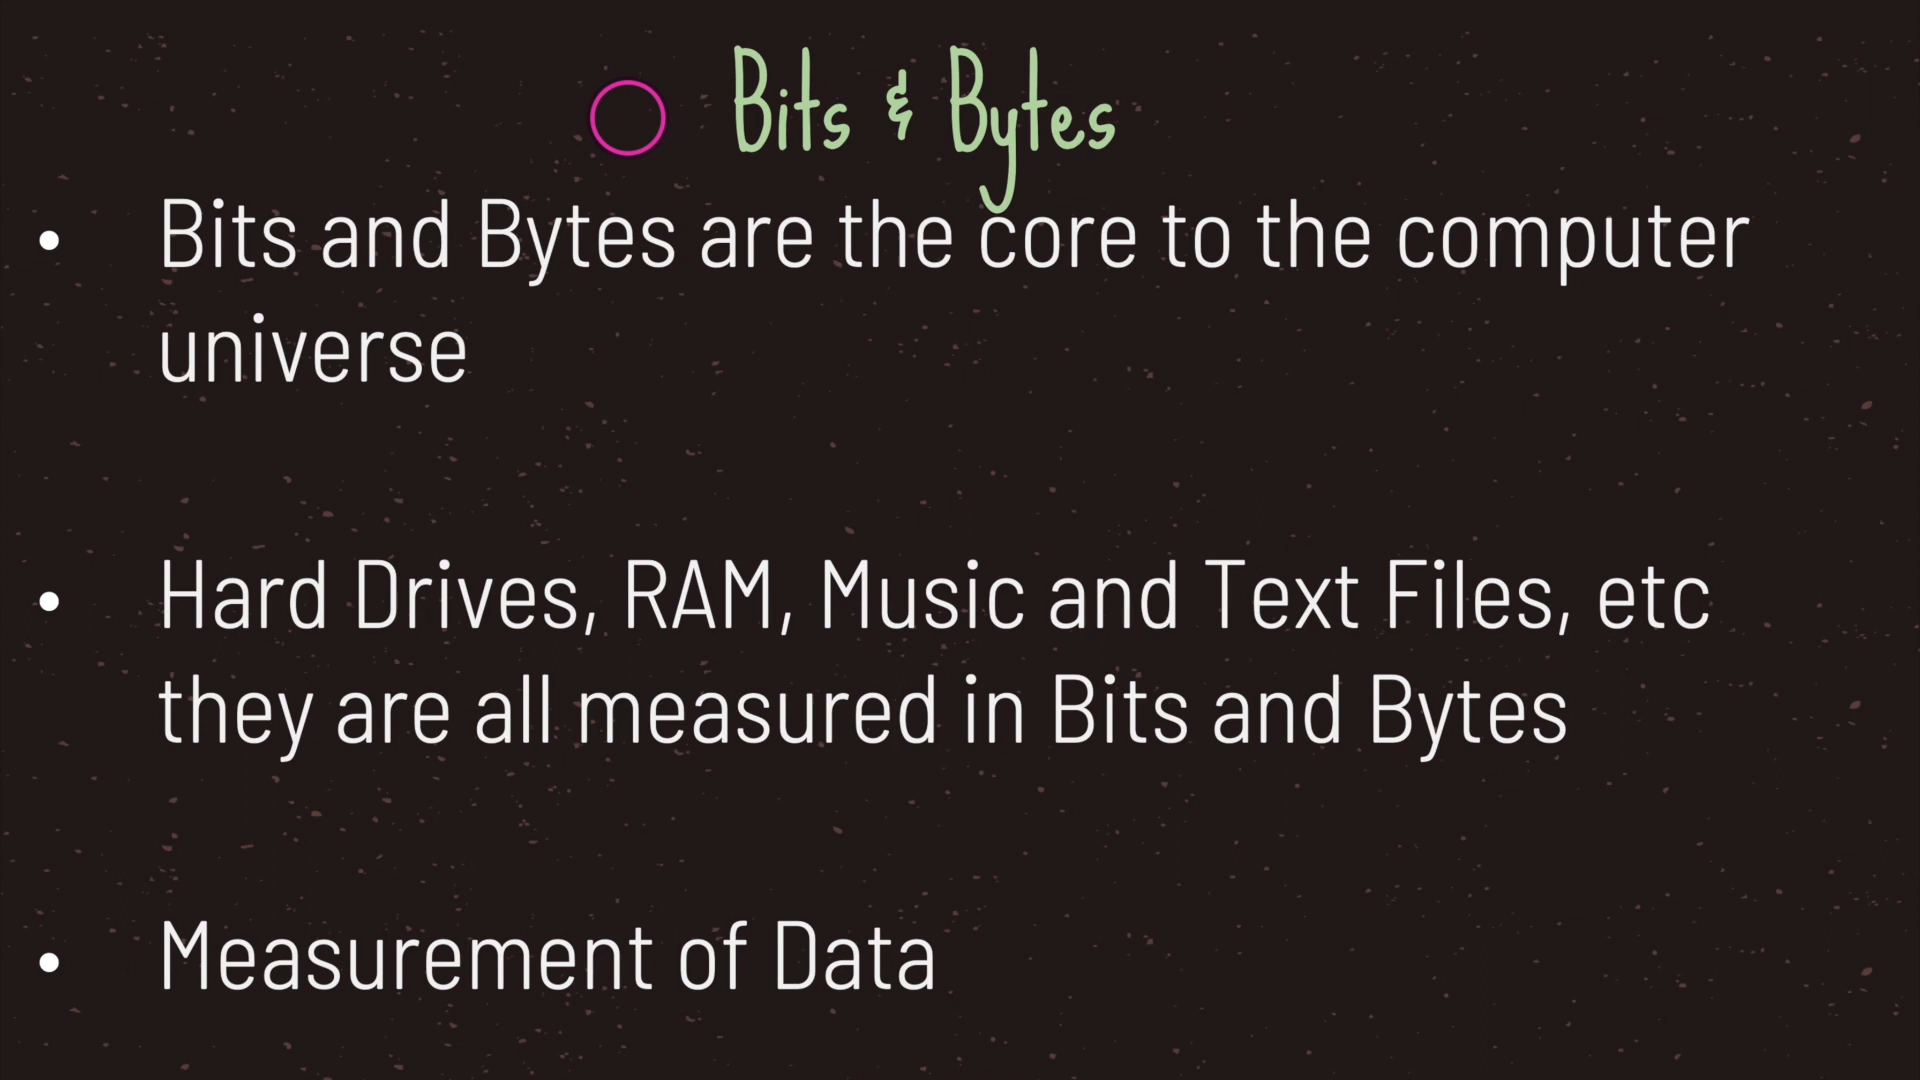 Bits & Bytes
• Bits and Bytes are the core to the computer
universe
• Hard Drives, RAM, Music and Text Files, etc
they are all measured in Bits and Bytes
• Measurement of Data